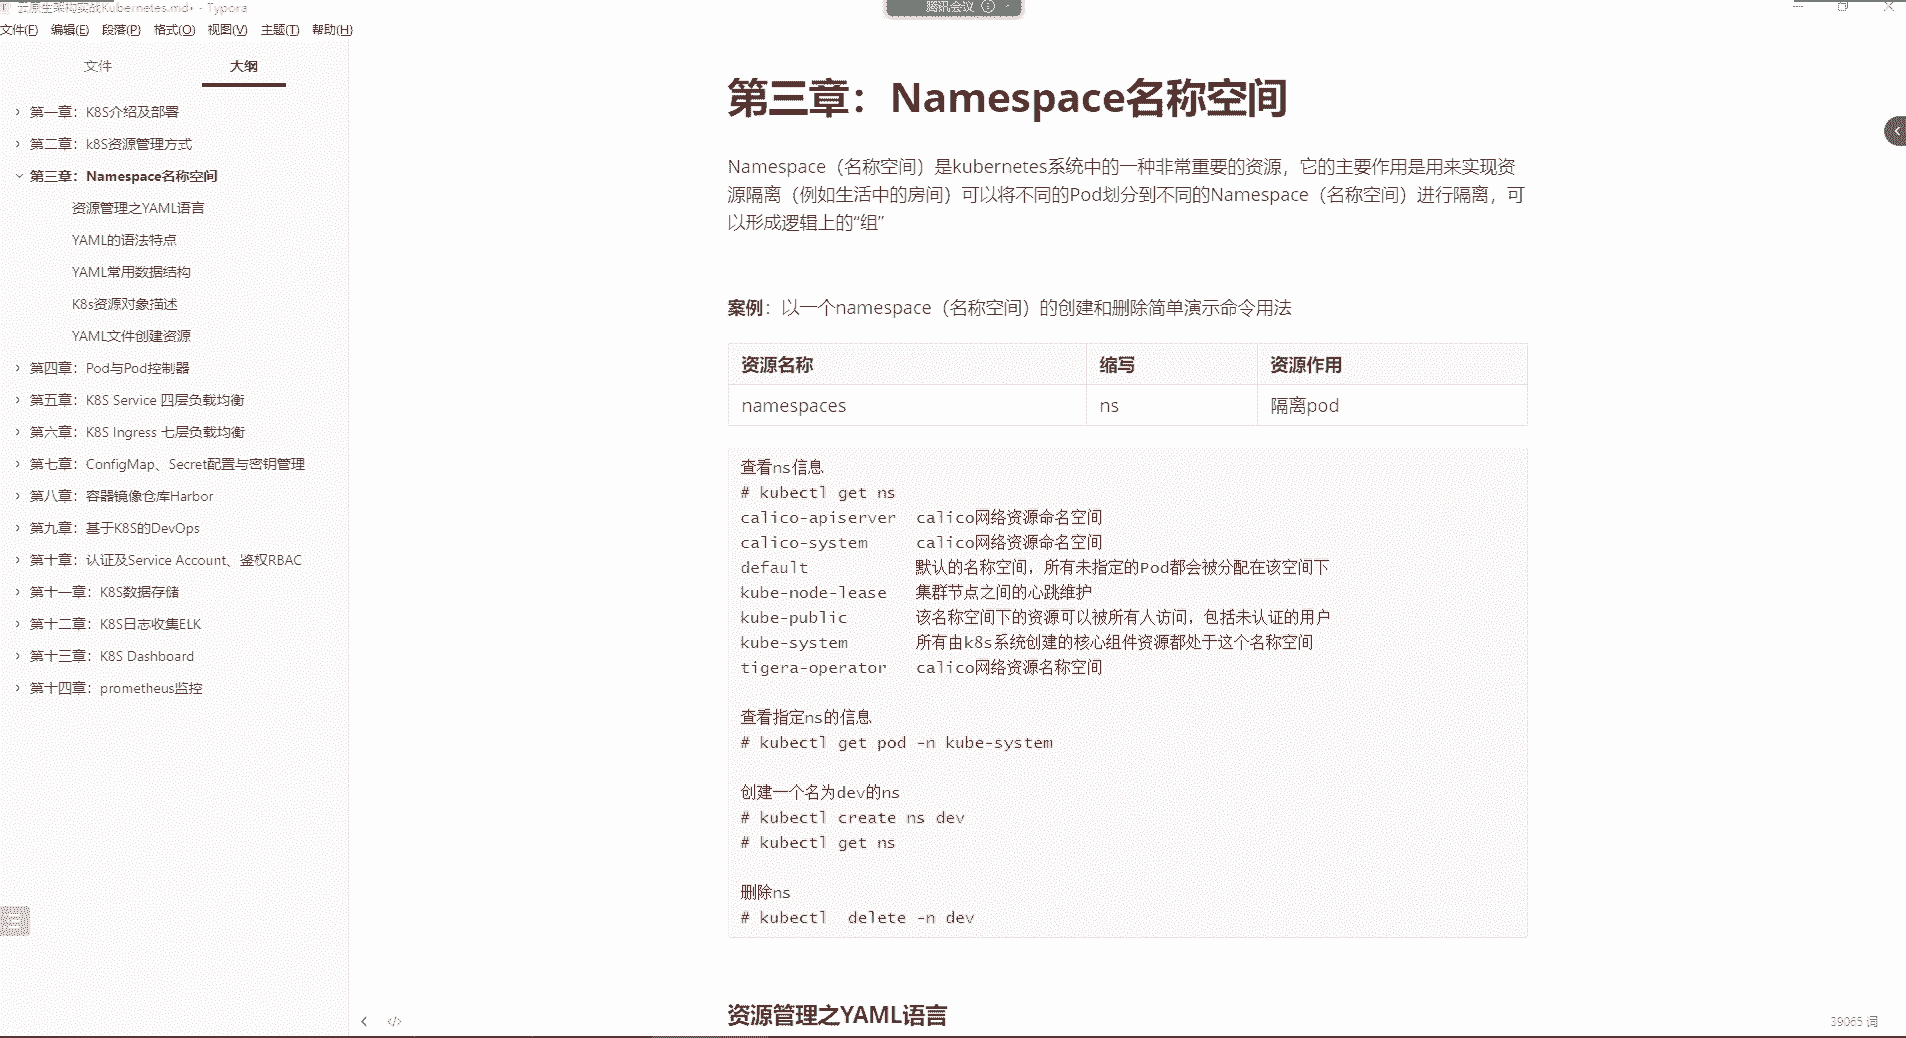 云原生架构实战Kubernetes.md• - Typora
腾讯会议
文件(F) 编辑(E) 段落(P) 格式(O) 视图(V) 主题(T) 帮助(H)
文件 大纲
第一章：K8S介绍及部署
第二章：k8S资源管理方式
第三章：Namespace名称空间
资源管理之YAML语言
YAML的语法特点
YAML常用数据结构
K8s资源对象描述
YAML文件创建资源
第四章：Pod与Pod控制器
第五章：K8S Service 四层负载均衡
第六章：K8S Ingress 七层负载均衡
第七章：ConfigMap、Secret配置与密钥管理
第八章：容器镜像仓库Harbor
第九章：基于K8S的DevOps
第十章：认证及Service Account、鉴权RBAC
第十一章：K8S数据存储
第十二章：K8S日志收集ELK
第十三章：K8S Dashboard
第十四章：prometheus监控
第三章：Namespace名称空间
Namespace（名称空间）是kubernetes系统中的一种非常重要的资源，它的主要作用是用来实现资
源隔离（例如生活中的房间）可以将不同的Pod划分到不同的Namespace（名称空间）进行隔离，可
以形成逻辑上的“组”
案例：以一个namespace（名称空间）的创建和删除简单演示命令用法
资源名称 缩写 资源作用
namespaces ns 隔离pod
查看ns信息
# kubectl get ns
calico-apiserver calico网络资源命名空间
calico-system calico网络资源命名空间
default 默认的名称空间，所有未指定的Pod都会被分配在该空间下
kube-node-lease 集群节点之间的心跳维护
kube-public 该名称空间下的资源可以被所有人访问，包括未认证的用户
kube-system 所有由k8s系统创建的核心组件资源都处于这个名称空间
tigera-operator calico网络资源名称空间
查看指定ns的信息
# kubectl get pod -n kube-system
创建一个名为dev的ns
# kubectl create ns dev
# kubectl get ns
删除ns
# kubectl  delete -n dev
资源管理之YAML语言
39065 词